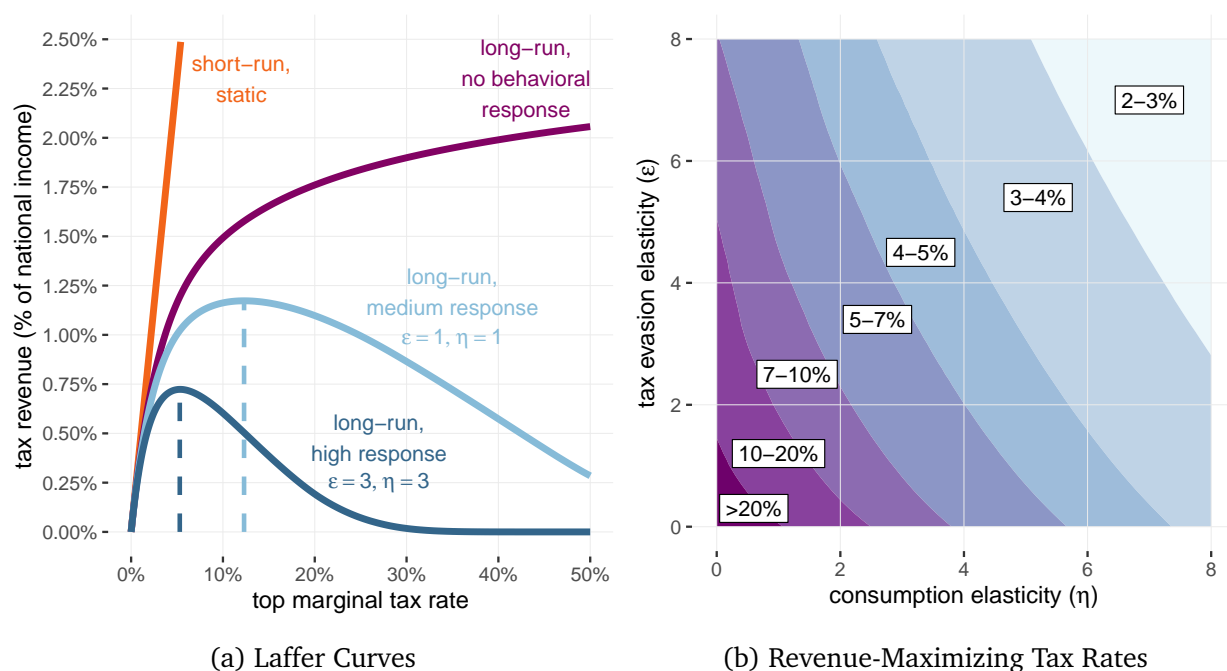 2.50%
2.25%
2.00%
1.75%
1.50%
1.25%
1.00%
0.75%
0.50%
0.25%
0.00%
tax revenue (% of national income)
short-run,
static
long-run,
no behavioral
response
long-run,
medium response
ε = 1, η = 1
long-run,
high response
ε = 3, η = 3
0%
10%
20%
30%
40%
50%
top marginal tax rate
(a) Laffer Curves
8
6
4
2
0
tax evasion elasticity (ε)
2−3%
3−4%
4−5%
5−7%
7−10%
10−20%
>20%
0
2
4
6
8
consumption elasticity (η)
(b) Revenue-Maximizing Tax Rates